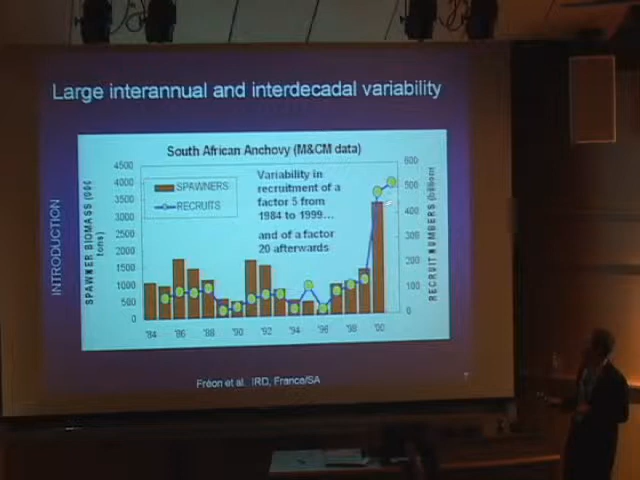 Large interannual and interdecadal variability
INTRODUCTION
South African Anchovy (M&CM data)
SPAWNER BIOMASS (000 tons)
4500
4000
3500
3000
2500
2000
1500
1000
500
0
SPAWNERS
RECRUITS
Variability in
recruitment of a
factor 5 from
1984 to 1999...
and of a factor
20 afterwards
600
500
400
300
200
100
0
RECRUIT NUMBERS (billions)
'84 '86 '88 '90 '92 '94 '96 '98 '00
Fréon et al. IRD, France/SA